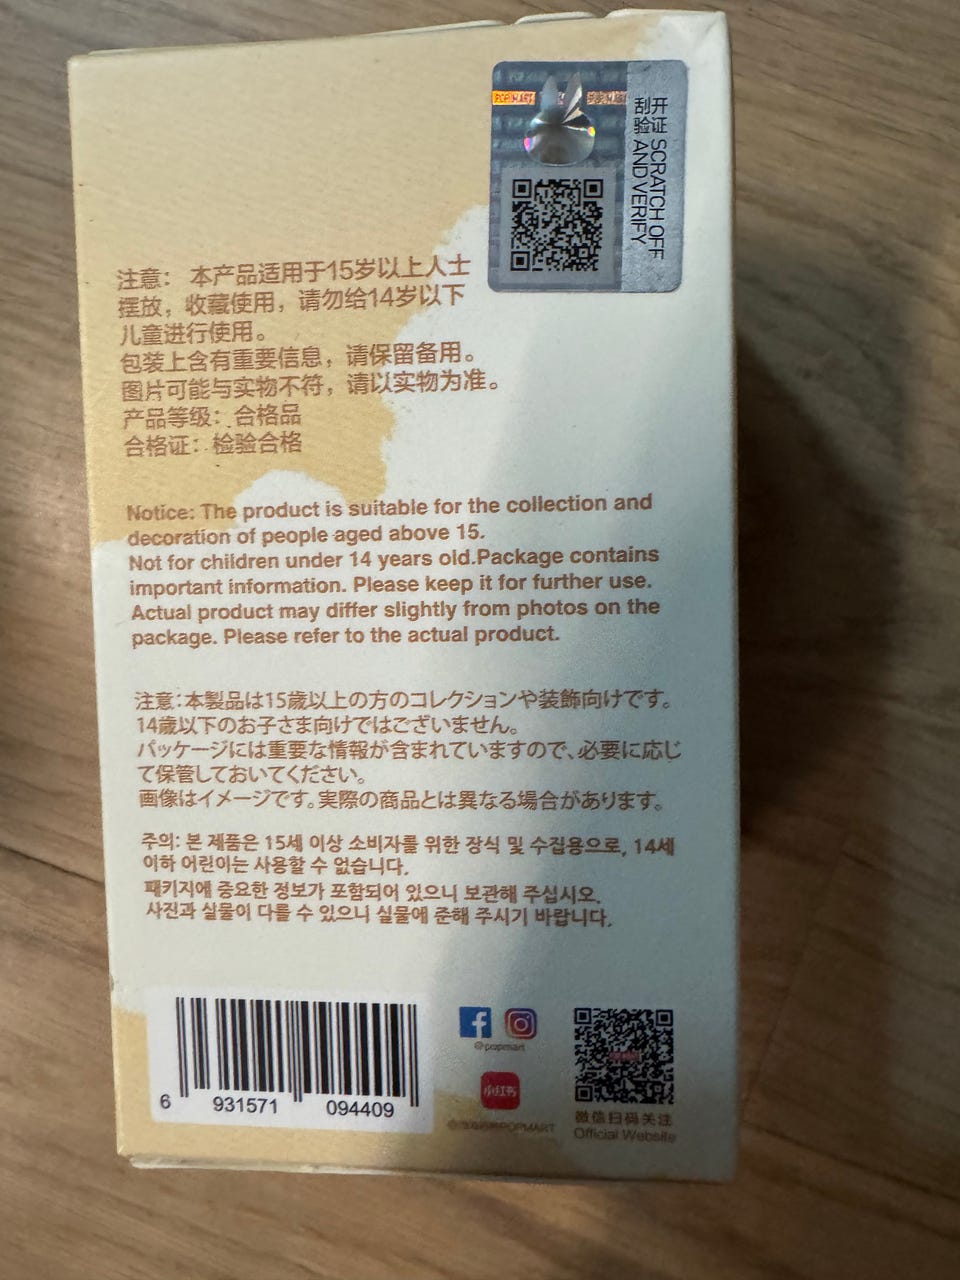 POP MART
刮开
验证
SCRATCH OFF
AND VERIFY
注意： 本产品适用于15岁以上人士
摆放，收藏使用，请勿给14岁以下
儿童进行使用。
包装上含有重要信息，请保留备用。
图片可能与实物不符，请以实物为准。
产品等级：合格品
合格证：检验合格
Notice: The product is suitable for the collection and
decoration of people aged above 15.
Not for children under 14 years old.Package contains
important information. Please keep it for further use.
Actual product may differ slightly from photos on the
package. Please refer to the actual product.
注意：本製品は15歳以上の方のコレクションや装飾向けです。
14歳以下のお子さま向けではございません。
パッケージには重要な情報が含まれていますので、必要に応じ
て保管しておいてください。
画像はイメージです。実際の商品とは異なる場合があります。
주의: 본 제품은 15세 이상 소비자를 위한 장식 및 수집용으로, 14세
이하 어린이는 사용할 수 없습니다.
패키지에 중요한 정보가 포함되어 있으니 보관해 주십시오.
사진과 실물이 다를 수 있으니 실물에 준해 주시기 바랍니다.
6 931571 094409
@popmart
小红书
POPMART
微信扫码关注
Official Website